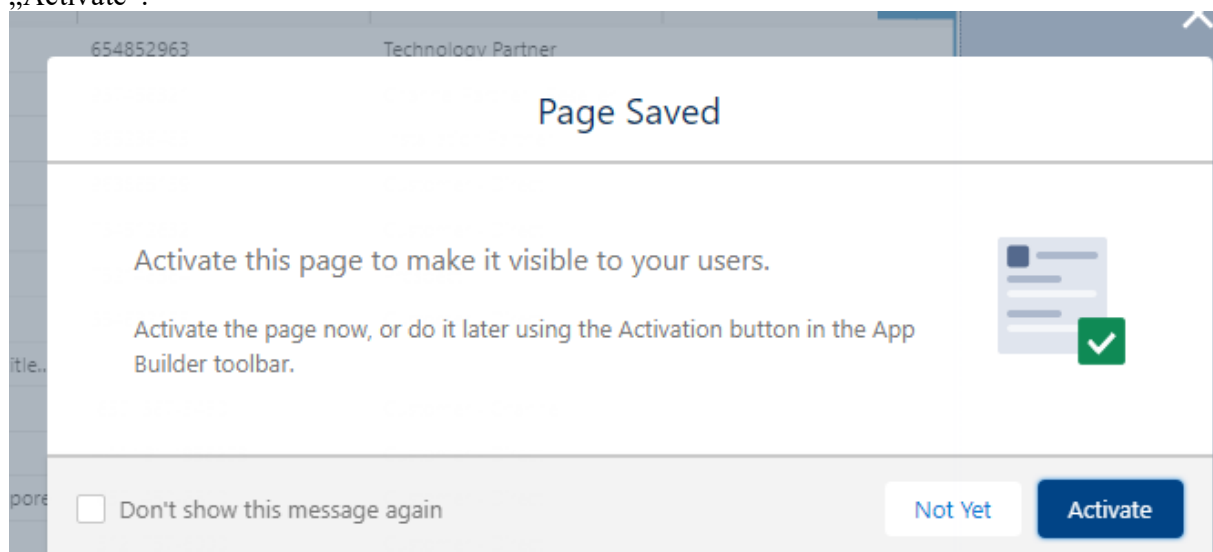 „Activate“.
654852963 Technology Partner
Page Saved
Activate this page to make it visible to your users.
Activate the page now, or do it later using the Activation button in the App
Builder toolbar.
itle..
pore
Don't show this message again Not Yet Activate